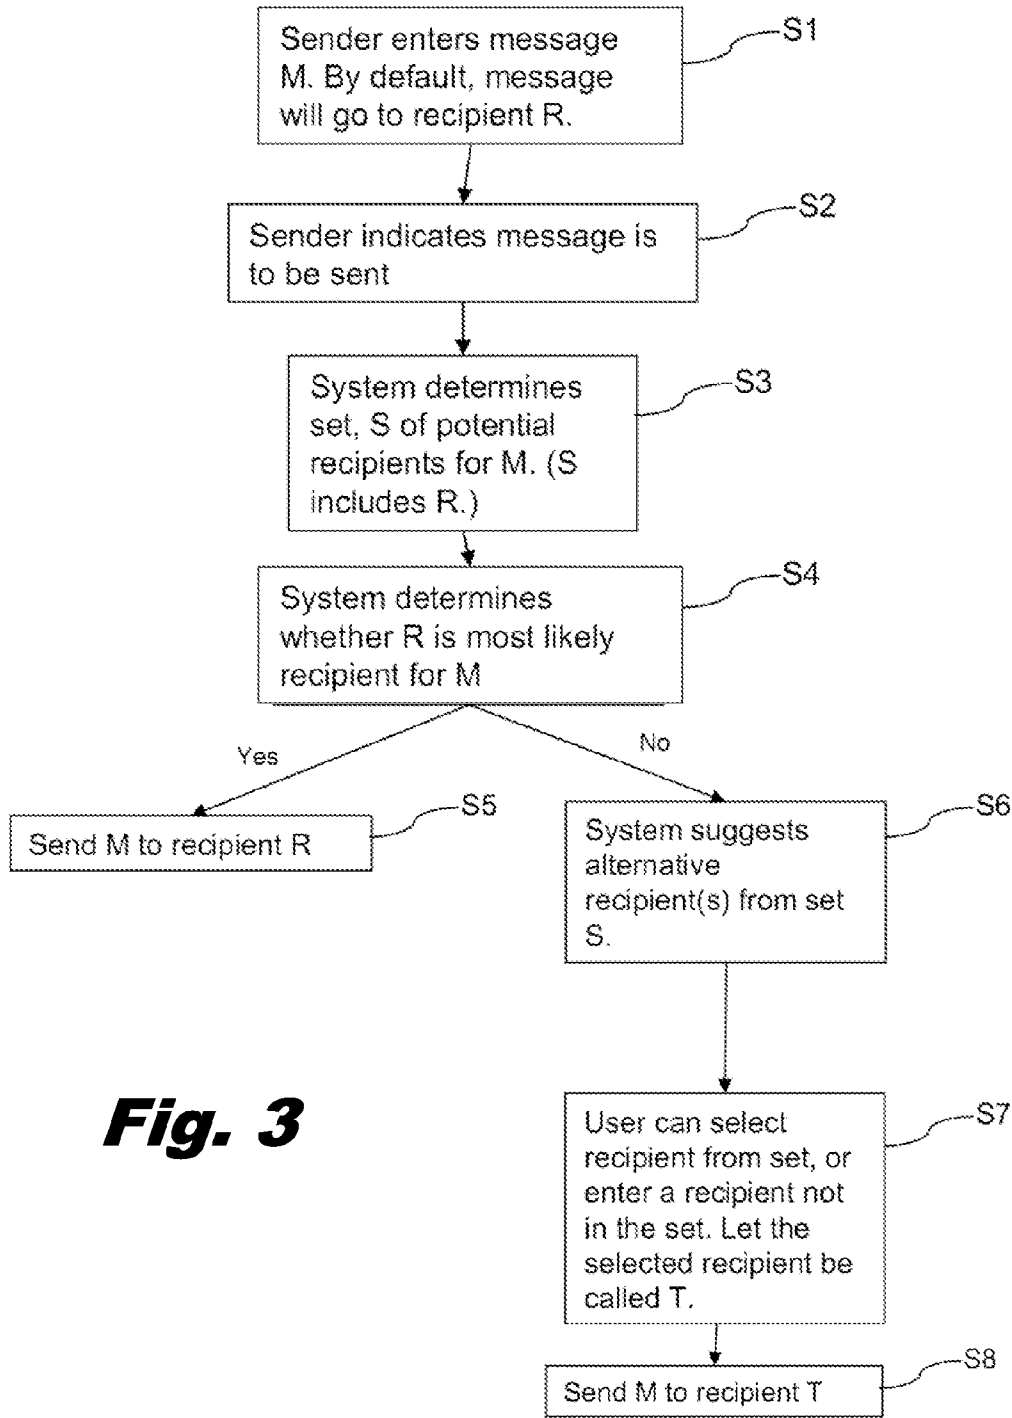 Sender enters message
M. By default, message
will go to recipient R.
S1
Sender indicates message is
to be sent
S2
System determines
set, S of potential
recipients for M. (S
includes R.)
S3
System determines
whether R is most likely
recipient for M
S4
Yes
No
Send M to recipient R
S5
System suggests
alternative
recipient(s) from set
S.
S6
Fig. 3
User can select
recipient from set, or
enter a recipient not
in the set. Let the
selected recipient be
called T.
S7
Send M to recipient T
S8